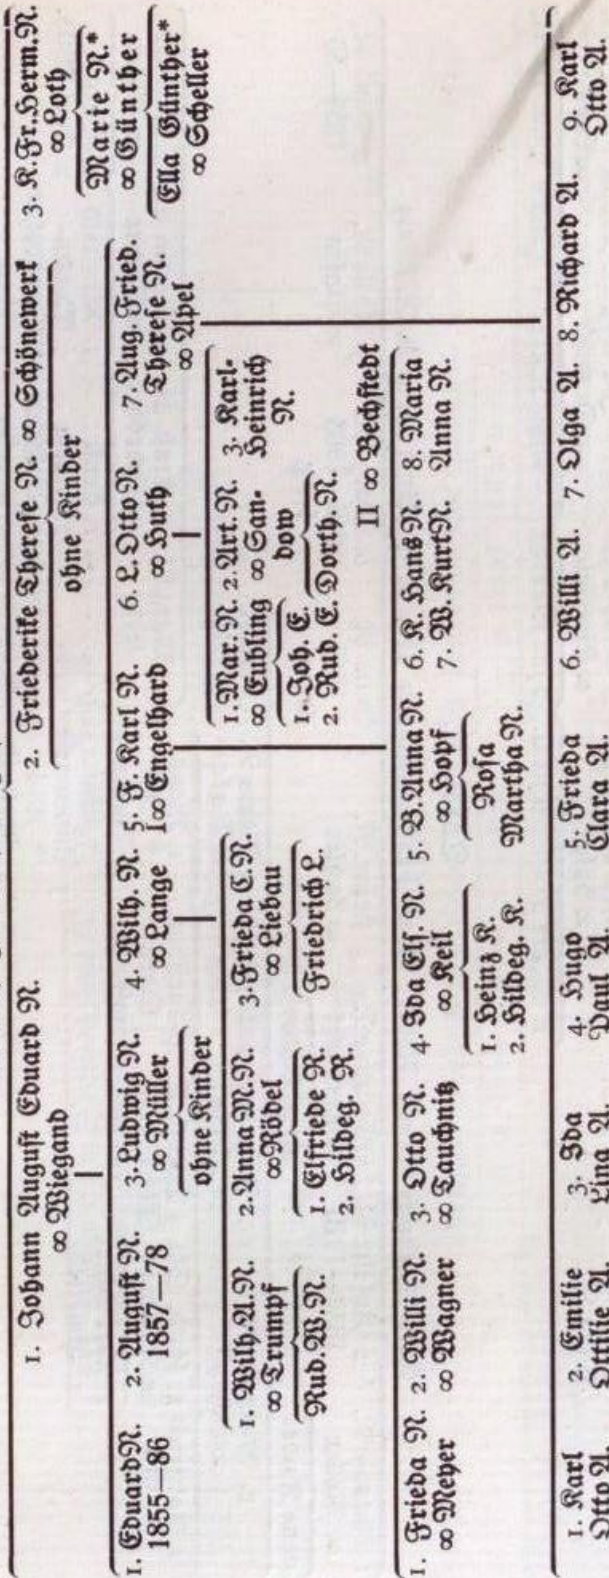 1. Johann August Eduard N.
∞ Wiegand
2. Friederike Therese N. ∞ Schönewerk
ohne Kinder
3. K. Fr. Herm. N.
∞ Loth
Marie N.*
∞ Günther
Ella Günther*
∞ Scheller
1. Eduard N.
1855—86
2. August N.
1857—78
3. Ludwig N.
∞ Müller
ohne Kinder
4. Wilh. N.
∞ Lange
5. F. Karl N.
I ∞ Engelhard
6. L. Otto N.
∞ Huth
7. Aug. Fried.
Therese N.
∞ Apel
1. Wilh. A. N.
∞ Trumpf
Rud. W. N.
2. Anna M. N.
∞ Rödel
1. Elfriede R.
2. Hildeg. R.
3. Frieda C. N.
∞ Liebau
Friedrich L.
1. Mar. N.
∞ Eubling
1. Joh. E.
2. Rud. E.
2. Art. N.
∞ San-
dow
Dorth. N.
3. Karl-
Heinrich
N.
II ∞ Bechstedt
1. Frieda N.
∞ Meyer
2. Willi N.
∞ Wagner
3. Otto N.
∞ Tauchnitz
4. Ida Els. N.
∞ Keil
1. Heinz K.
2. Hildeg. K.
5. B. Anna N.
∞ Hopf
Rosa
Martha N.
6. K. Hans N.
7. W. Kurt N.
8. Maria
Anna N.
1. Karl
Otto A.
2. Emilie
Ottilie A.
3. Ida
Lina A.
4. Hugo
Paul A.
5. Frieda
Clara A.
6. Willi A.
7. Olga A.
8. Richard A.
9. Karl
Otto A.